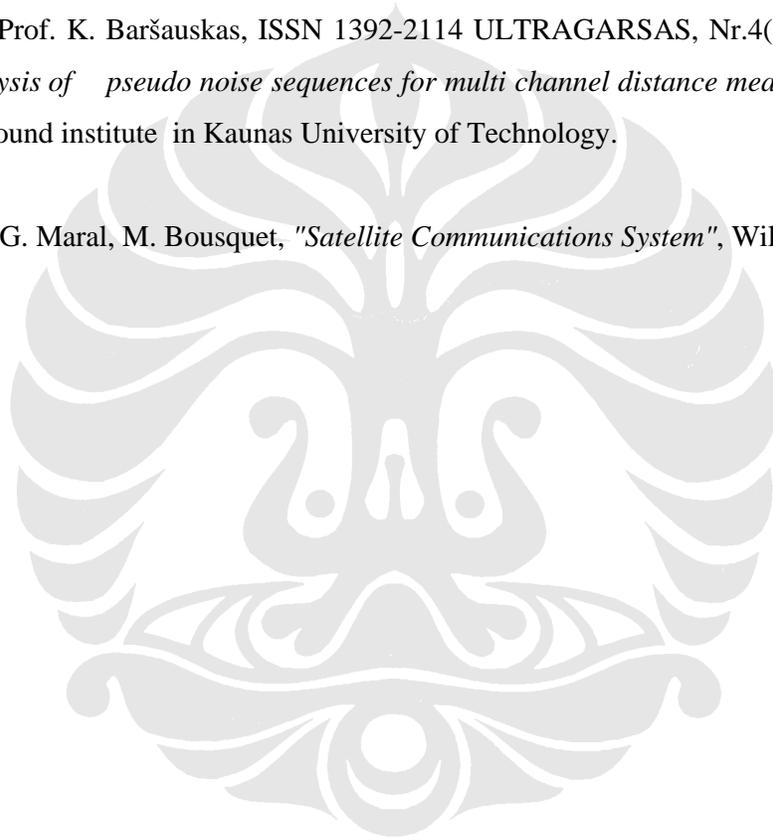 Prof. K. Baršauskas, ISSN 1392-2114 ULTRAGARSAS, Nr.4(
ysis of pseudo noise sequences for multi channel distance mea
ound institute in Kaunas University of Technology.
G. Maral, M. Bousquet, "Satellite Communications System", Wil